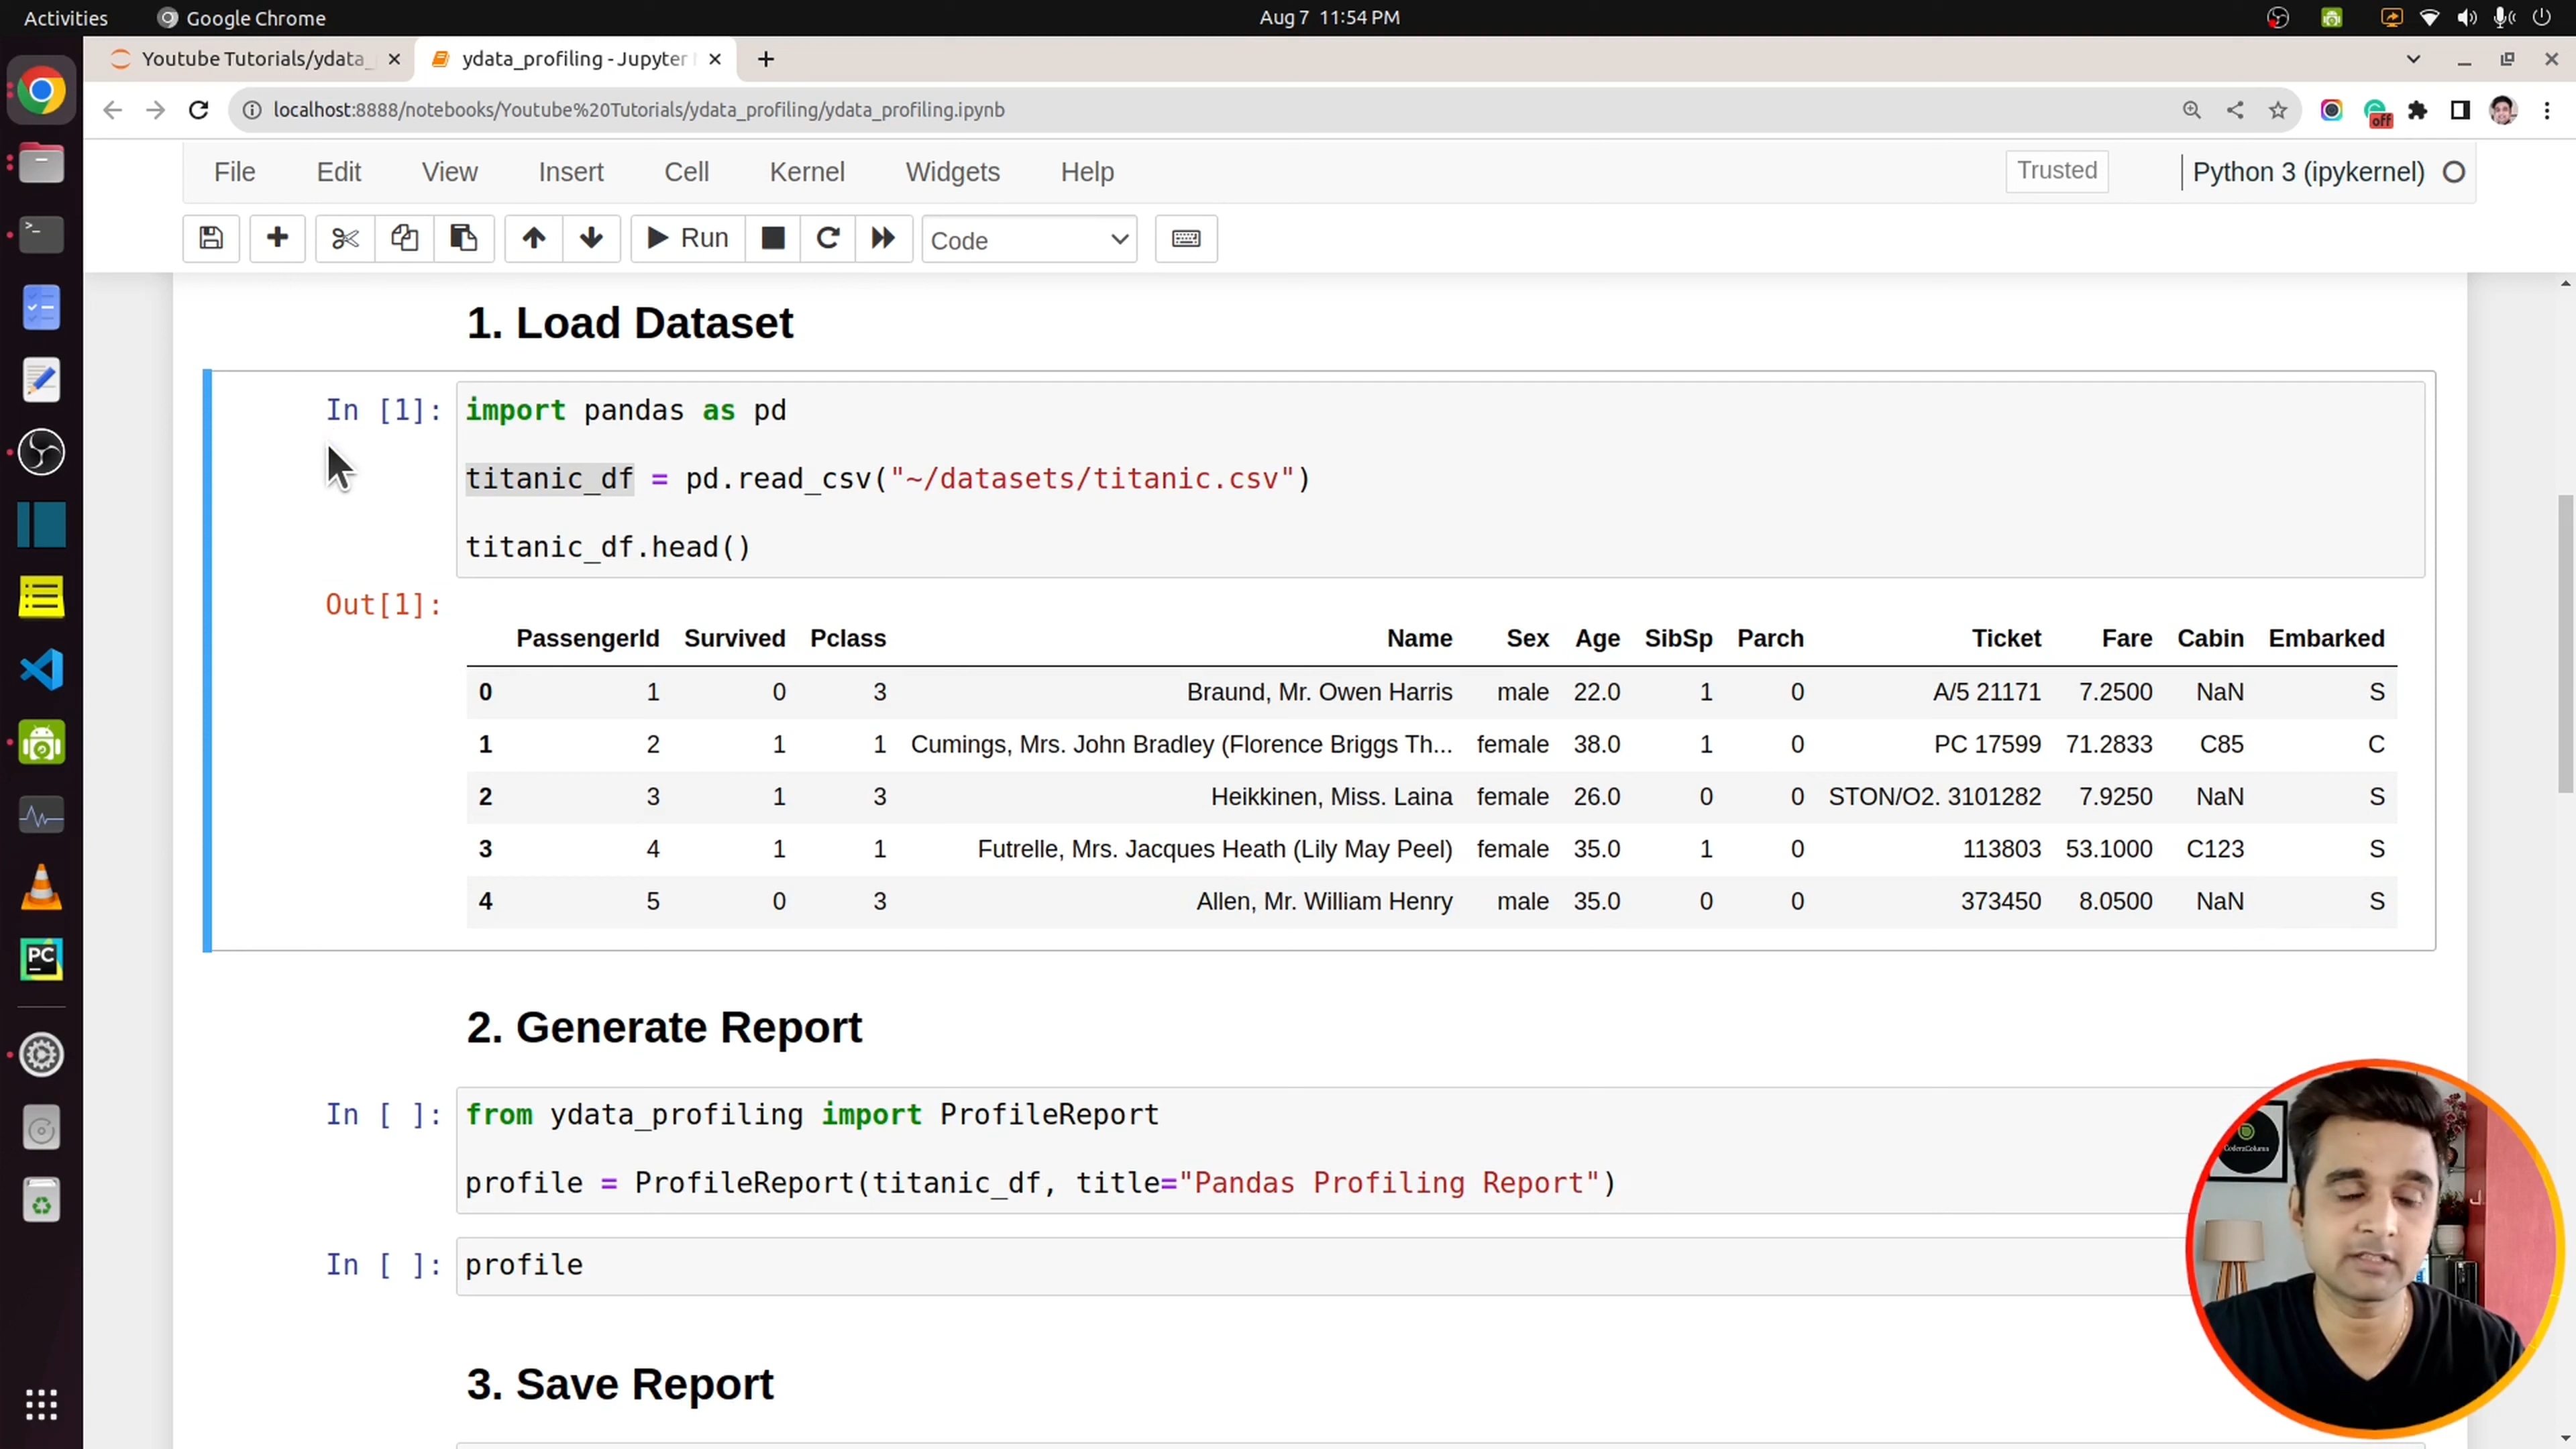 Activities Google Chrome Aug 7 11:54 PM
Youtube Tutorials/ydata_ ydata_profiling - Jupyter
localhost:8888/notebooks/Youtube%20Tutorials/ydata_profiling/ydata_profiling.ipynb
off
File Edit View Insert Cell Kernel Widgets Help Trusted Python 3 (ipykernel)
Run Code
1. Load Dataset
In [1]: import pandas as pd
titanic_df = pd.read_csv("~/datasets/titanic.csv")
titanic_df.head()
Out[1]:
PassengerId Survived Pclass Name Sex Age SibSp Parch Ticket Fare Cabin Embarked
0 1 0 3 Braund, Mr. Owen Harris male 22.0 1 0 A/5 21171 7.2500 NaN S
1 2 1 1 Cumings, Mrs. John Bradley (Florence Briggs Th... female 38.0 1 0 PC 17599 71.2833 C85 C
2 3 1 3 Heikkinen, Miss. Laina female 26.0 0 0 STON/O2. 3101282 7.9250 NaN S
3 4 1 1 Futrelle, Mrs. Jacques Heath (Lily May Peel) female 35.0 1 0 113803 53.1000 C123 S
4 5 0 3 Allen, Mr. William Henry male 35.0 0 0 373450 8.0500 NaN S
PC
2. Generate Report
In [ ]: from ydata_profiling import ProfileReport
profile = ProfileReport(titanic_df, title="Pandas Profiling Report")
CoderzColumn
In [ ]: profile
3. Save Report